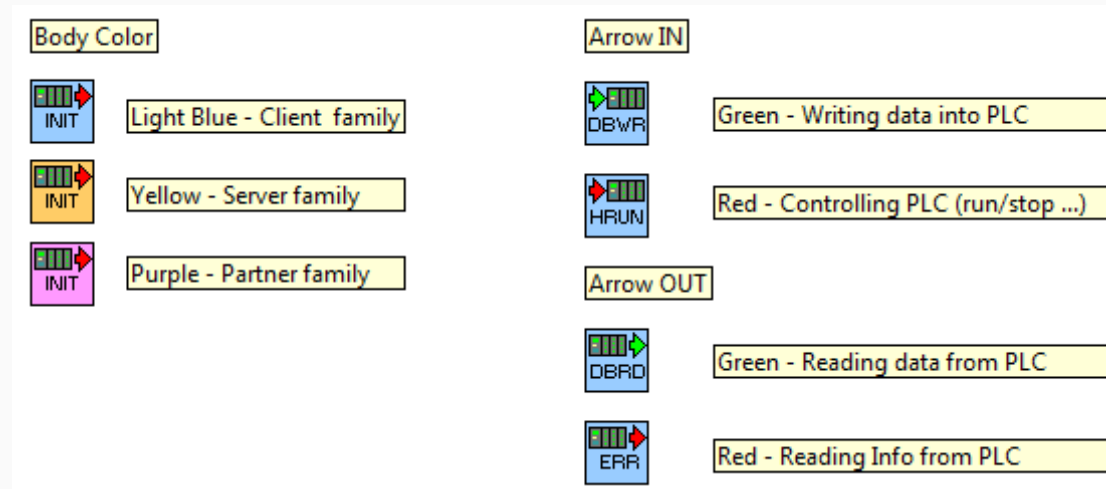 Body Color
INIT
Light Blue - Client family
INIT
Yellow - Server family
INIT
Purple - Partner family
Arrow IN
DBWR
Green - Writing data into PLC
HRUN
Red - Controlling PLC (run/stop ...)
Arrow OUT
DBRD
Green - Reading data from PLC
ERR
Red - Reading Info from PLC